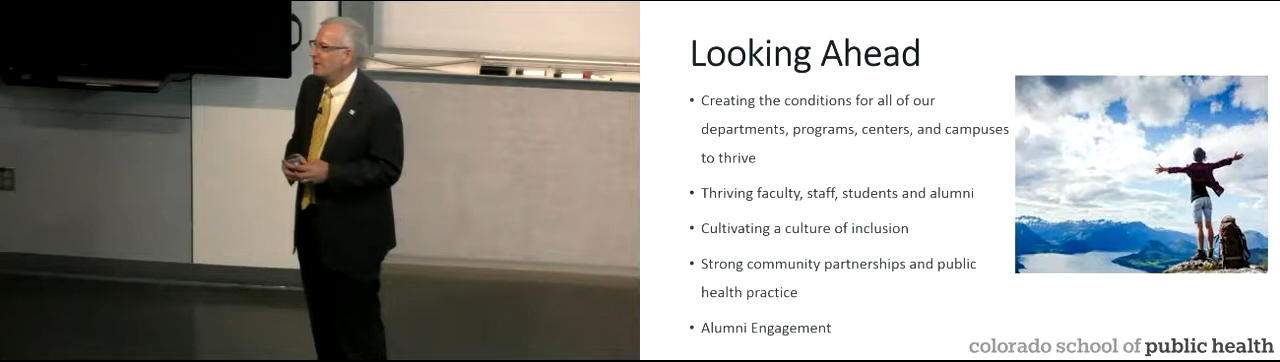 Looking Ahead
• Creating the conditions for all of our
departments, programs, centers, and campuses
to thrive
• Thriving faculty, staff, students and alumni
• Cultivating a culture of inclusion
• Strong community partnerships and public
health practice
• Alumni Engagement
colorado school of public health